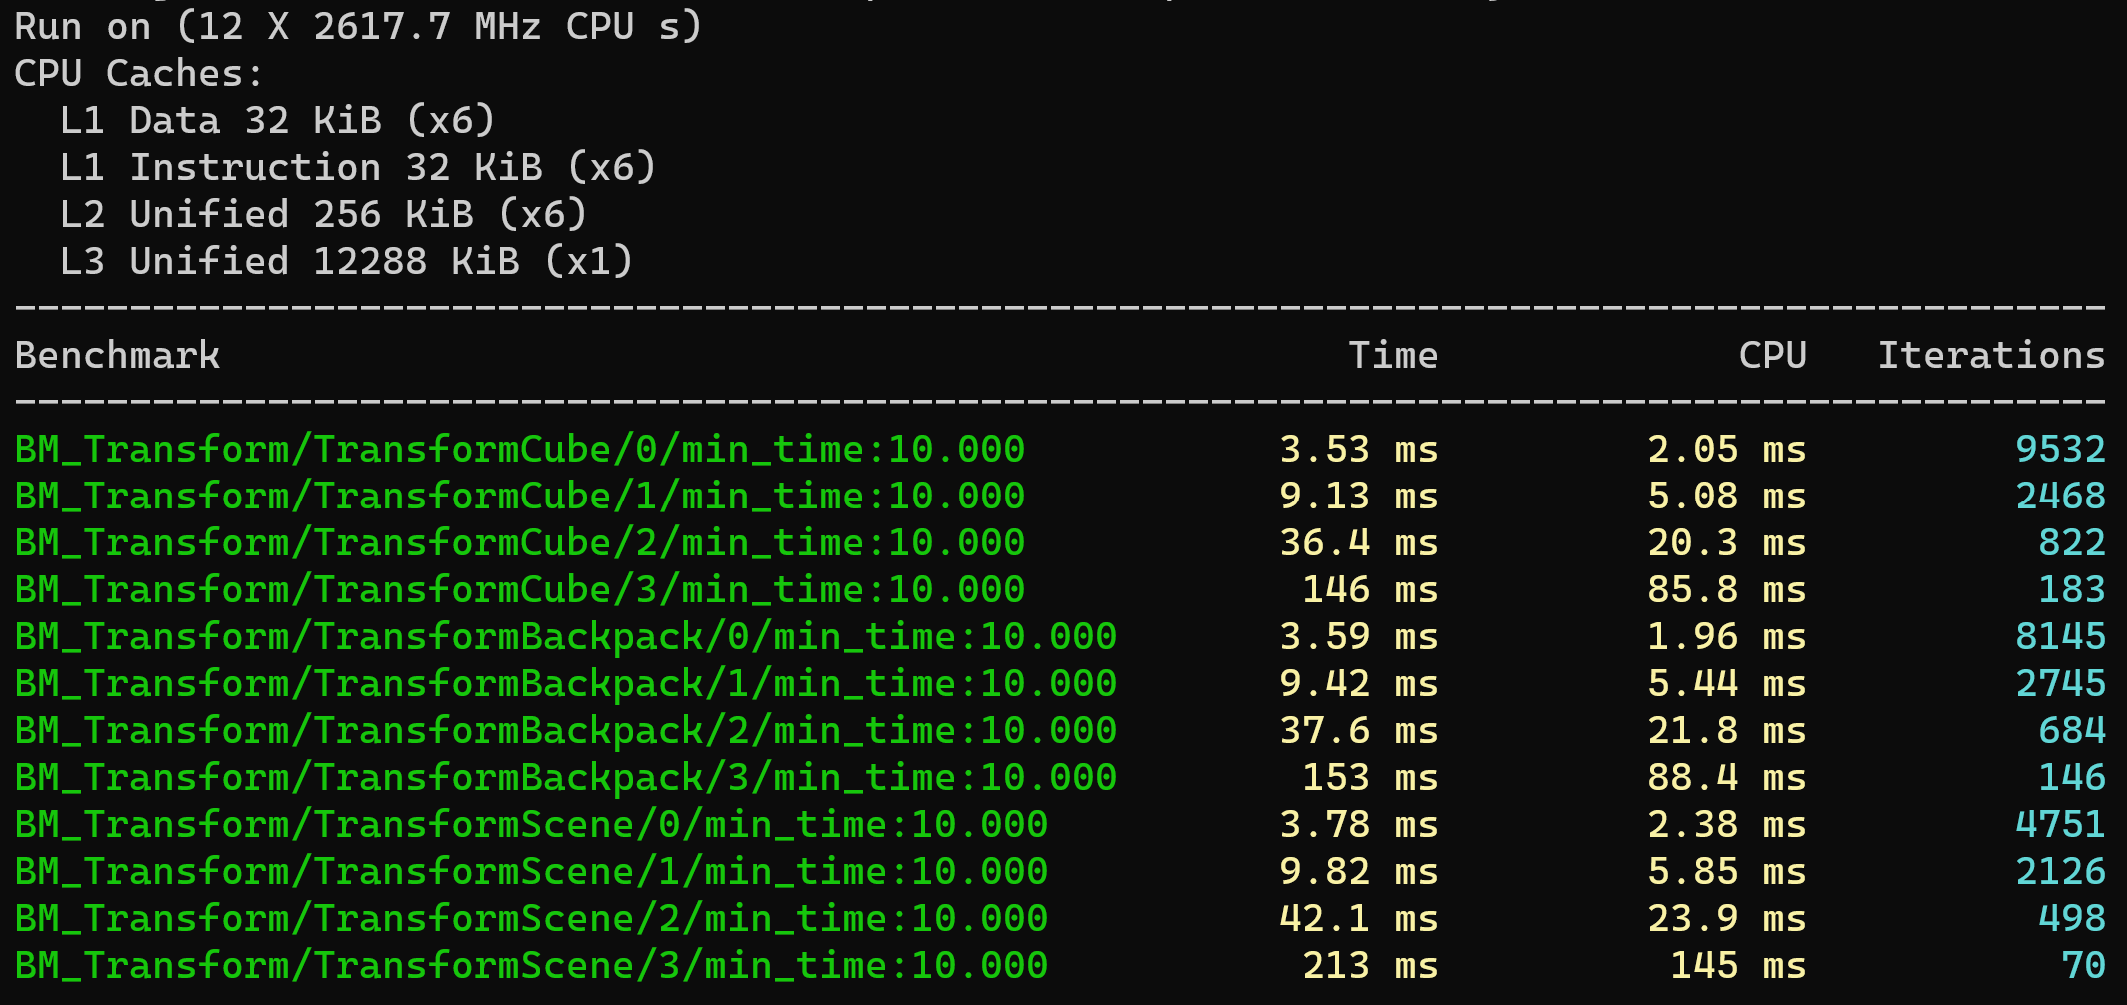 Run on (12 X 2617.7 MHz CPU s)
CPU Caches:
  L1 Data 32 KiB (x6)
  L1 Instruction 32 KiB (x6)
  L2 Unified 256 KiB (x6)
  L3 Unified 12288 KiB (x1)
-------------------------------------------------------------------------------------------
Benchmark                                                 Time             CPU   Iterations
-------------------------------------------------------------------------------------------
BM_Transform/TransformCube/0/min_time:10.000           3.53 ms         2.05 ms         9532
BM_Transform/TransformCube/1/min_time:10.000           9.13 ms         5.08 ms         2468
BM_Transform/TransformCube/2/min_time:10.000           36.4 ms         20.3 ms          822
BM_Transform/TransformCube/3/min_time:10.000            146 ms         85.8 ms          183
BM_Transform/TransformBackpack/0/min_time:10.000       3.59 ms         1.96 ms         8145
BM_Transform/TransformBackpack/1/min_time:10.000       9.42 ms         5.44 ms         2745
BM_Transform/TransformBackpack/2/min_time:10.000       37.6 ms         21.8 ms          684
BM_Transform/TransformBackpack/3/min_time:10.000        153 ms         88.4 ms          146
BM_Transform/TransformScene/0/min_time:10.000          3.78 ms         2.38 ms         4751
BM_Transform/TransformScene/1/min_time:10.000          9.82 ms         5.85 ms         2126
BM_Transform/TransformScene/2/min_time:10.000          42.1 ms         23.9 ms          498
BM_Transform/TransformScene/3/min_time:10.000           213 ms          145 ms           70